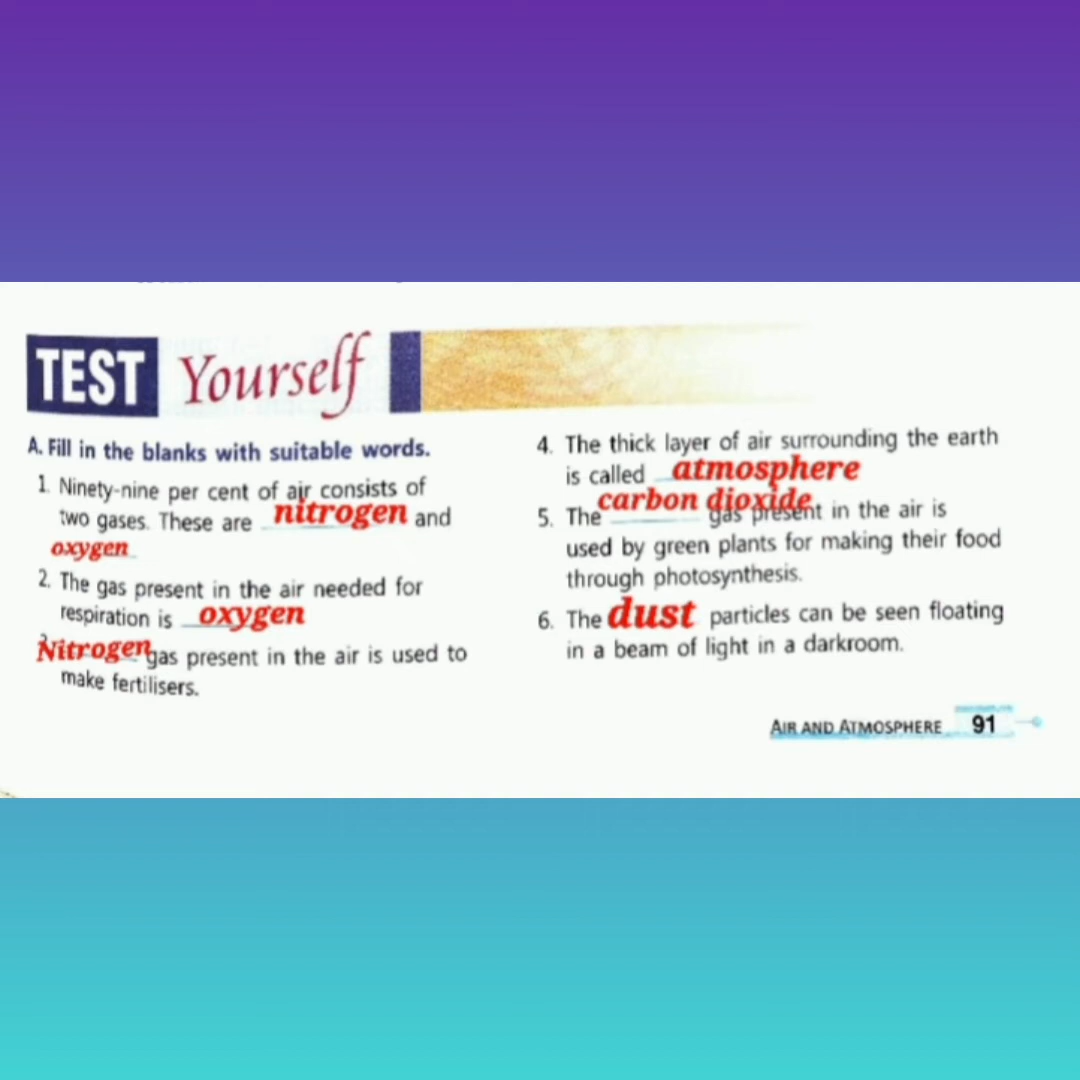 TEST Yourself
A. Fill in the blanks with suitable words.
1. Ninety-nine per cent of air consists of
two gases. These are nitrogen and
oxygen
2. The gas present in the air needed for
respiration is oxygen
Nitrogen gas present in the air is used to
make fertilisers.
4. The thick layer of air surrounding the earth
is called atmosphere
5. The carbon dioxide gas present in the air is
used by green plants for making their food
through photosynthesis.
6. The dust particles can be seen floating
in a beam of light in a darkroom.
AIR AND ATMOSPHERE 91